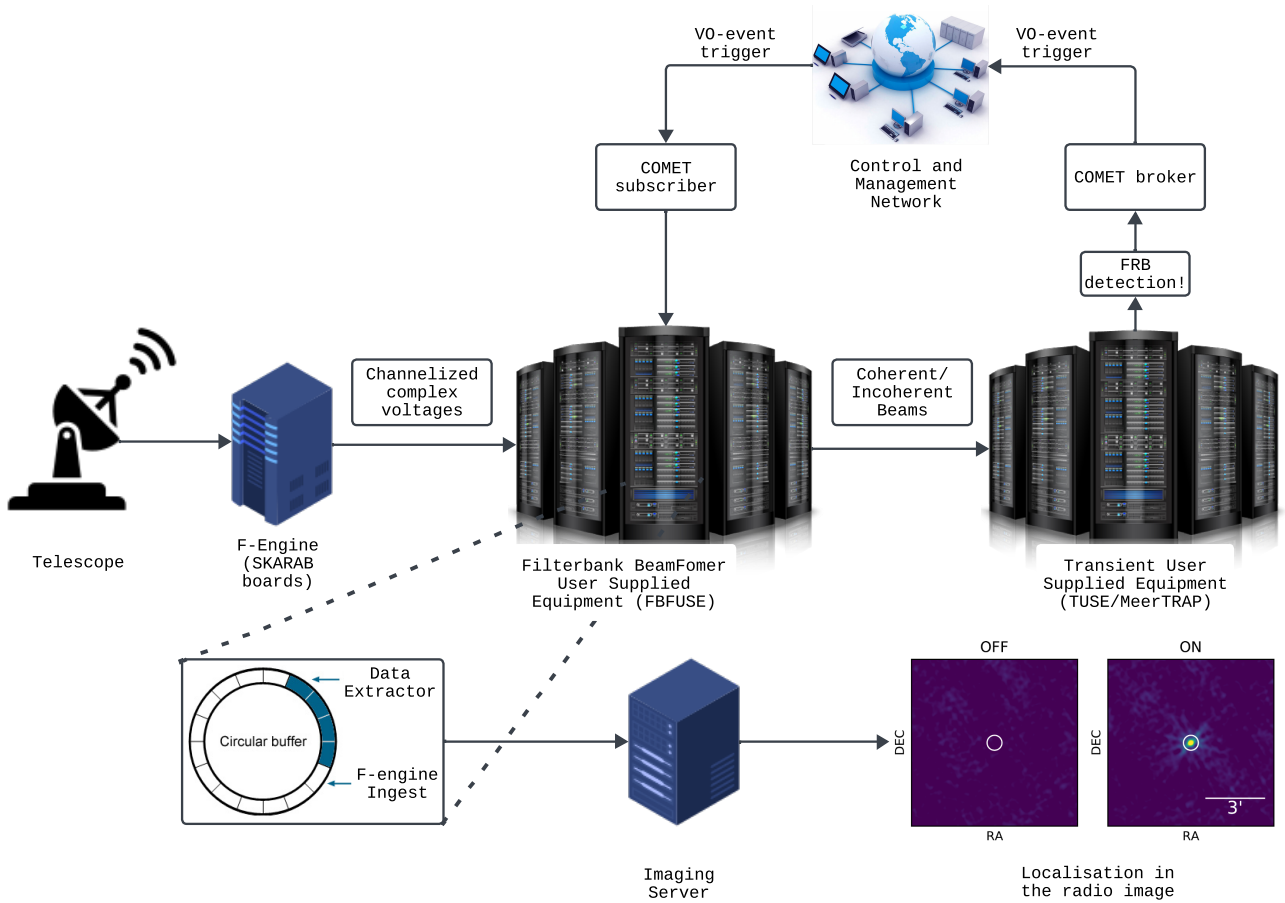 VO-event
trigger
VO-event
trigger
COMET
subscriber
Control and
Management
Network
COMET broker
FRB
detection!
Channelized
complex
voltages
Coherent/
Incoherent
Beams
Telescope
F-Engine
(SKARAB
boards)
Filterbank BeamFomer
User Supplied
Equipment (FBFUSE)
Transient User
Supplied Equipment
(TUSE/MeerTRAP)
Data
Extractor
Circular buffer
F-engine
Ingest
Imaging
Server
OFF
ON
DEC
DEC
3'
RA
RA
Localisation in
the radio image